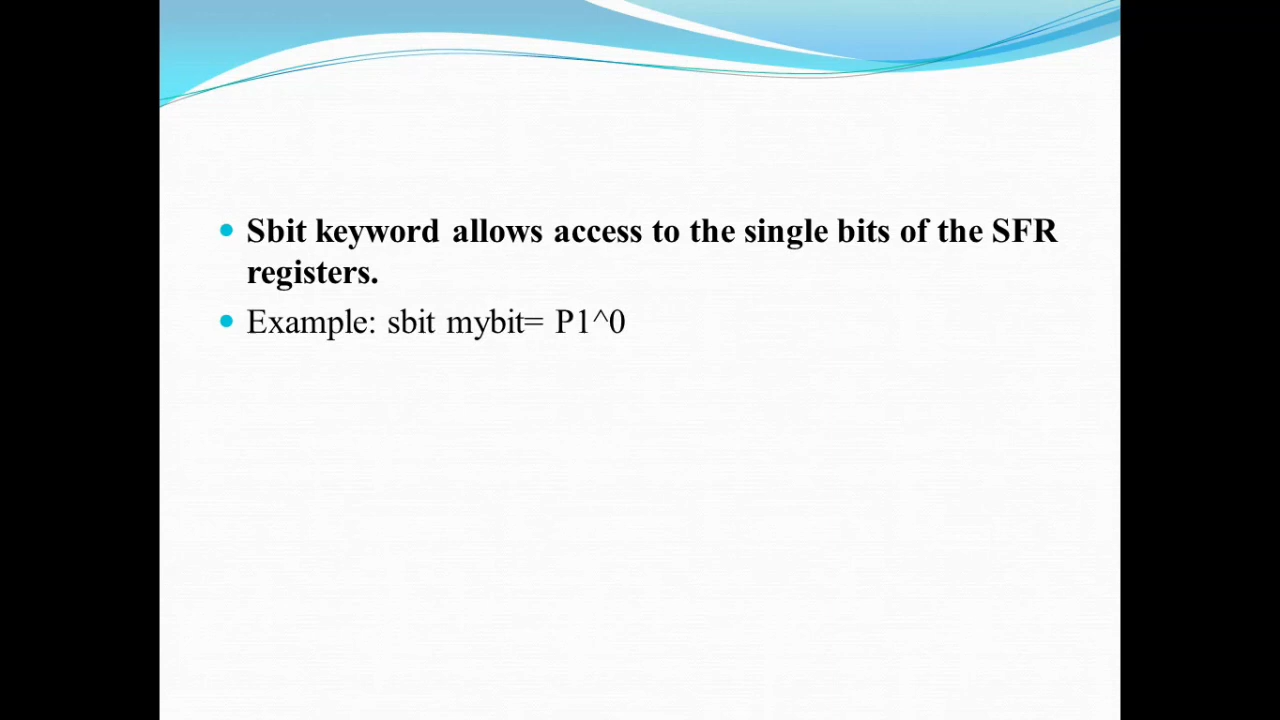 Sbit keyword allows access to the single bits of the SFR
registers.
Example: sbit mybit= P1^0